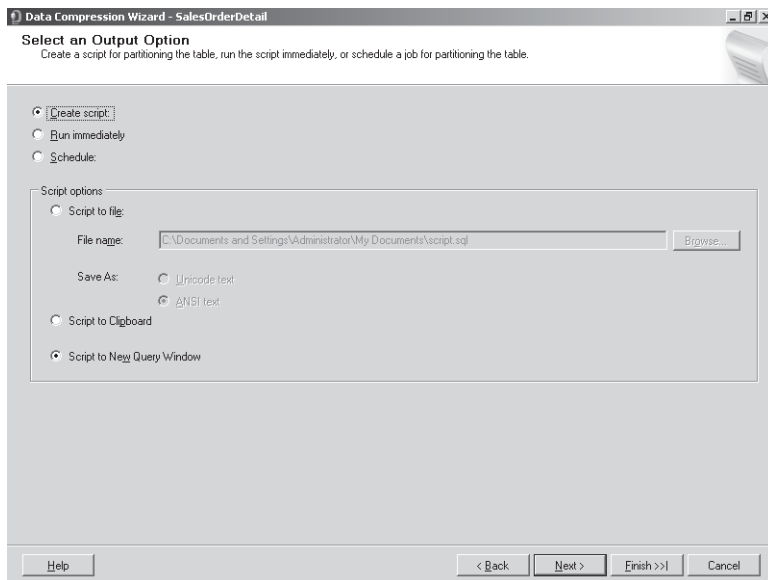 Data Compression Wizard - SalesOrderDetail
Select an Output Option
Create a script for partitioning the table, run the script immediately, or schedule a job for partitioning the table.
Create script:
Run immediately
Schedule:
Script options
Script to file:
File name: C:\Documents and Settings\Administrator\My Documents\script.sql Browse...
Save As: Unicode text
ANSI text
Script to Clipboard
Script to New Query Window
Help < Back Next > Finish >>| Cancel